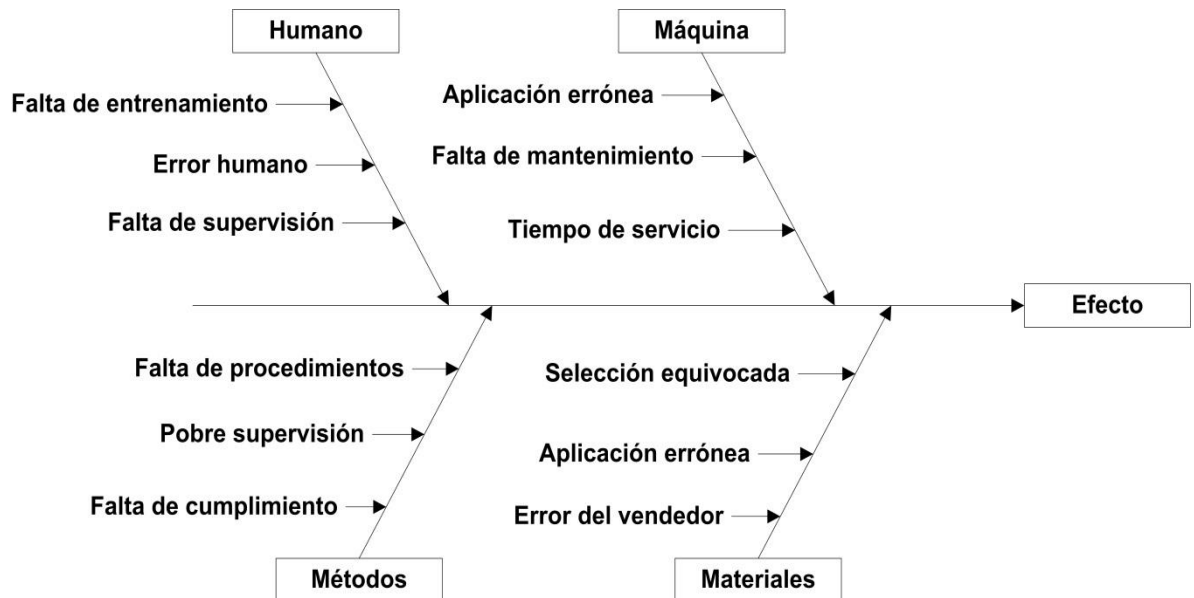 Humano
Máquina
Falta de entrenamiento
Aplicación errónea
Error humano
Falta de mantenimiento
Falta de supervisión
Tiempo de servicio
Efecto
Falta de procedimientos
Selección equivocada
Pobre supervisión
Aplicación errónea
Falta de cumplimiento
Error del vendedor
Métodos
Materiales